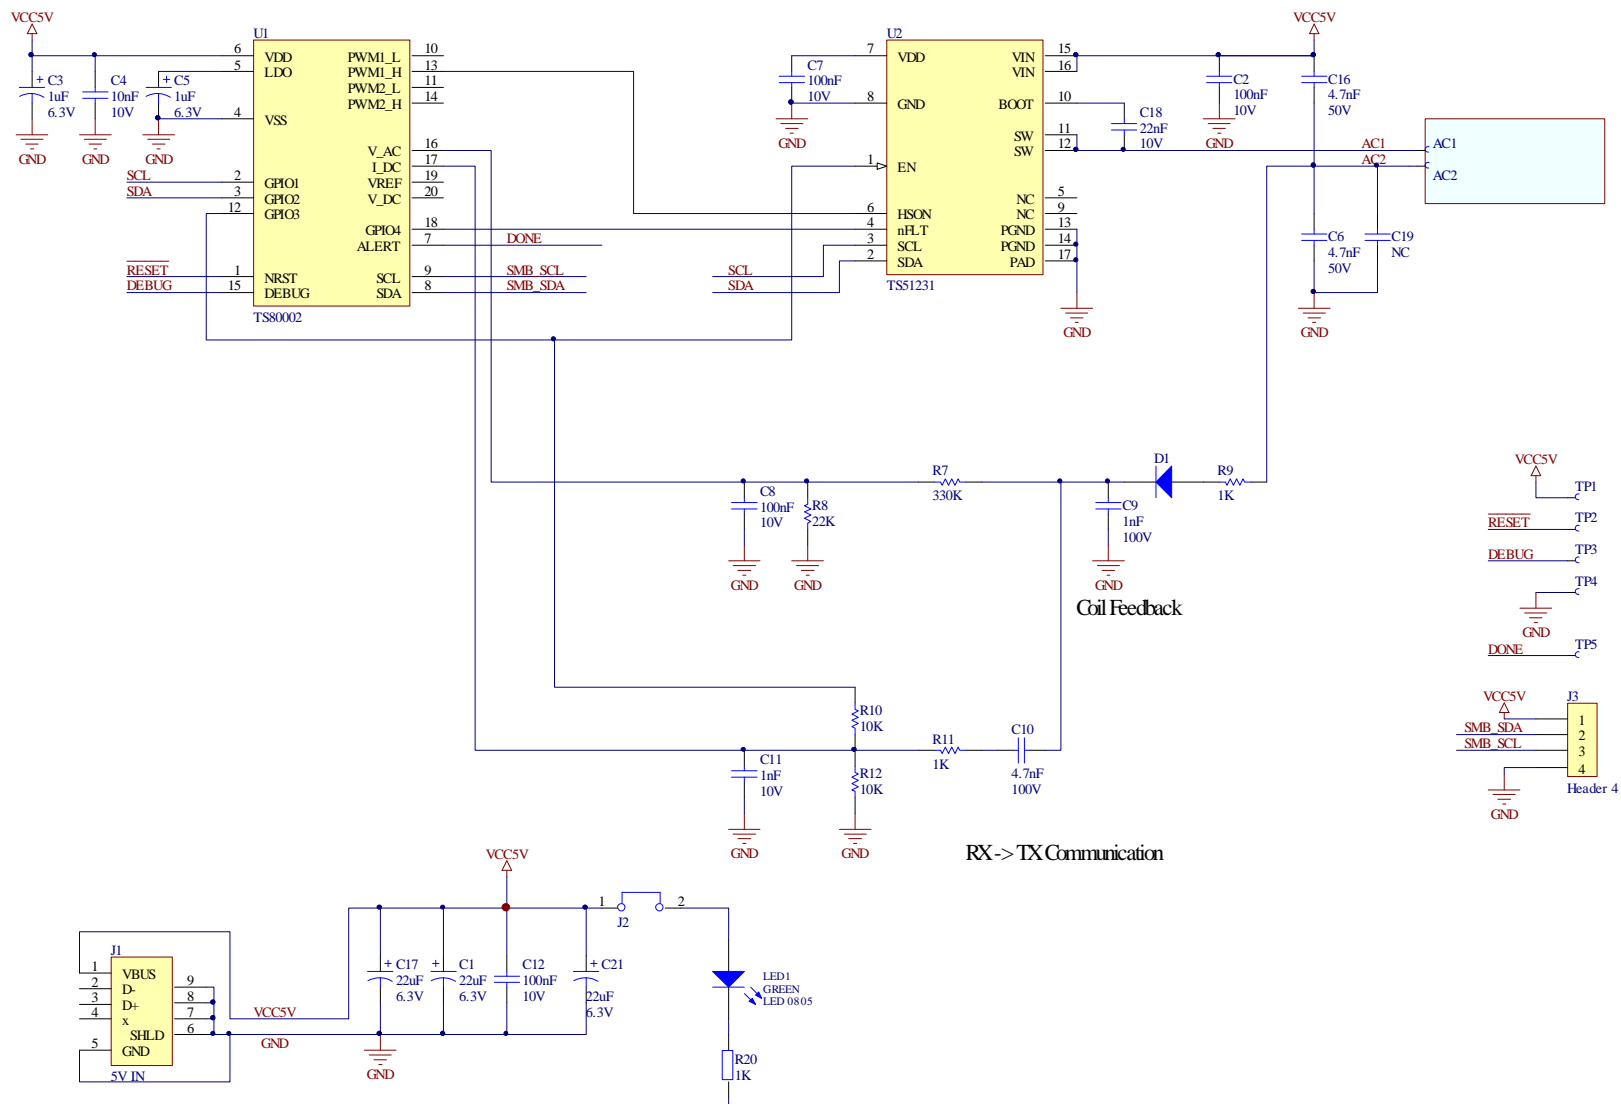 VCC5V
U1
6 VDD
5 LDO
4 VSS
2 GPIO1
3 GPIO2
12 GPIO3
1 NRST
15 DEBUG
PWM1_L 10
PWM1_H 13
PWM2_L 11
PWM2_H 14
V_AC 16
I_DC 17
VREF 19
V_DC 20
GPIO4 18
ALERT 7
SCL 9
SDA 8
TS80002
+ C3
1uF
6.3V
GND
C4
10nF
10V
GND
+ C5
1uF
6.3V
GND
SCL
SDA
RESET
DEBUG
DONE
SMB_SCL
SMB_SDA
U2
7 VDD
8 GND
1 EN
6 HSON
4 nFLT
3 SCL
2 SDA
VIN 15
VIN 16
BOOT 10
SW 11
SW 12
NC 5
NC 9
PGND 13
PGND 14
PAD 17
TS51231
C7
100nF
10V
GND
SCL
SDA
C18
22nF
10V
GND
VCC5V
C2
100nF
10V
GND
C16
4.7nF
50V
AC1
AC2
AC1
AC2
C6
4.7nF
50V
GND
C19
NC
C8
100nF
10V
GND
R8
22K
GND
R7
330K
C9
1nF
100V
GND
D1
R9
1K
Coil Feedback
R10
10K
R12
10K
GND
C11
1nF
10V
GND
R11
1K
C10
4.7nF
100V
RX -> TX Communication
VCC5V
TP1
RESET
TP2
DEBUG
TP3
TP4
GND
DONE
TP5
VCC5V
J3
SMB_SDA
SMB_SCL
1
2
3
4
GND
Header 4
VCC5V
J1
1 VBUS
2 D-
3 D+
4 x
5 GND
SHLD
9
8
7
6
5V IN
VCC5V
GND
+ C17
22uF
6.3V
GND
+ C1
22uF
6.3V
C12
100nF
10V
+ C21
22uF
6.3V
1 J2 2
LED1
GREEN
LED 0805
R20
1K